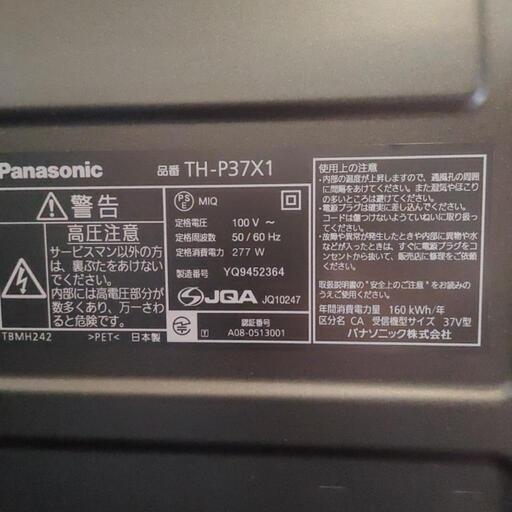 Panasonic
品番 TH-P37X1
警告
高圧注意
サービスマン以外の方
は、裏ぶたをあけない
でください。
内部には高電圧部分が
数多くあり、万一さわ
ると危険です。
TBMH242 >PET< 日本製
PS
E
MIQ
定格電圧 100 V～
定格周波数 50 / 60 Hz
定格消費電力 277 W
製造番号 YQ9452364
JQA JQ10247
認証番号
T A08-0513001
使用上の注意
・内部の温度が上昇しますので、通風孔の周囲
に間隔をあけてください。また湿気やほこり
の多いところは避けてください。
・電源プラグは確実に差し込んでください。
コードは傷つけないようていねいに取り扱っ
てください。
・故障や異常が発生したときや、内部に異物や水
などが入ったときは、すぐに電源プラグをコ
ンセントから抜いて、販売店に修理を依頼し
てください。
取扱説明書の"安全上のご注意"をお読みの
うえご使用ください。
年間消費電力量 160 kWh/年
区分名 CA 受信機型サイズ 37V型
パナソニック株式会社